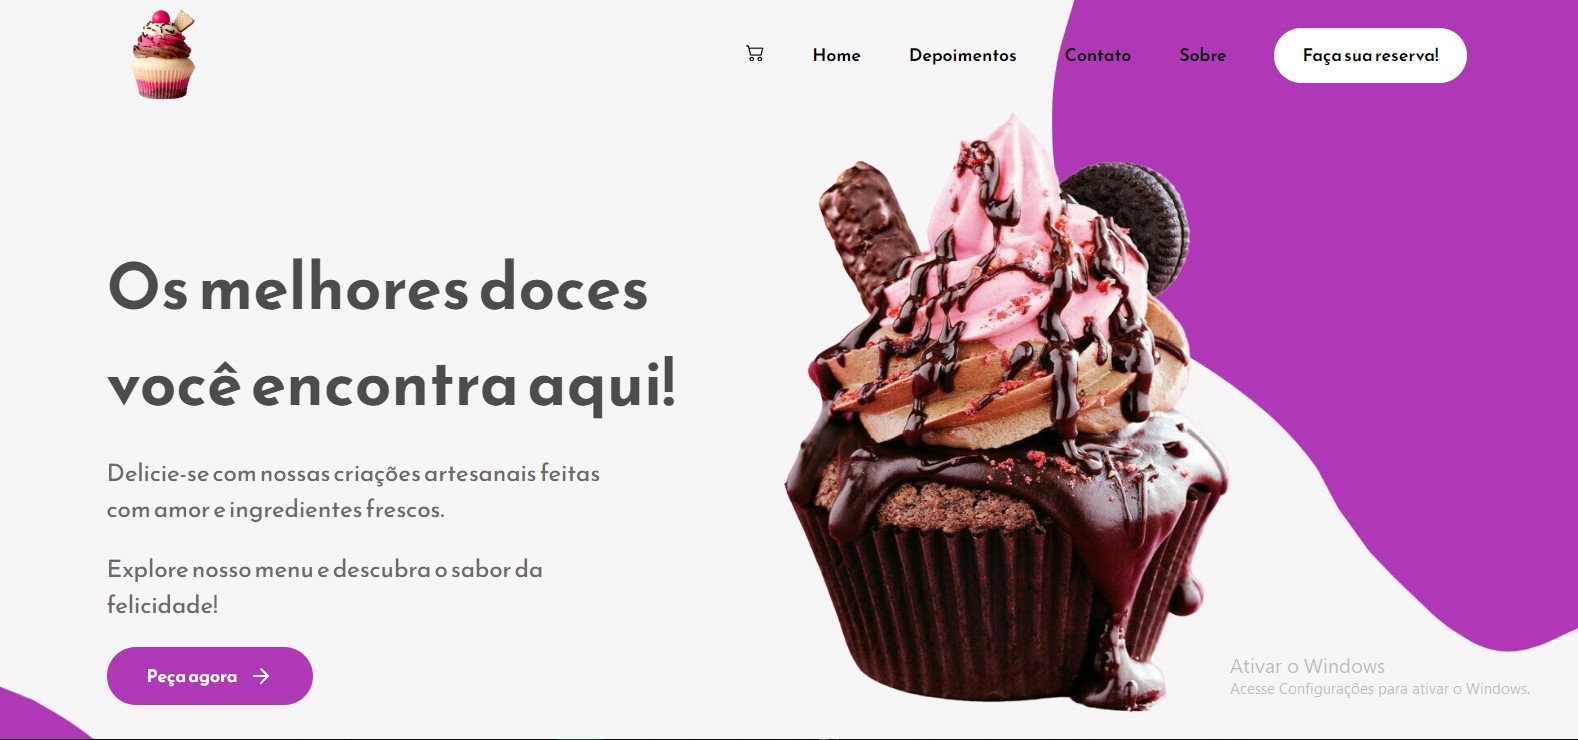 Home
Depoimentos
Contato
Sobre
Faça sua reserva!
Os melhores doces
você encontra aqui!
Delicie-se com nossas criações artesanais feitas
com amor e ingredientes frescos.
Explore nosso menu e descubra o sabor da
felicidade!
Peça agora
Ativar o Windows
Acesse Configurações para ativar o Windows.